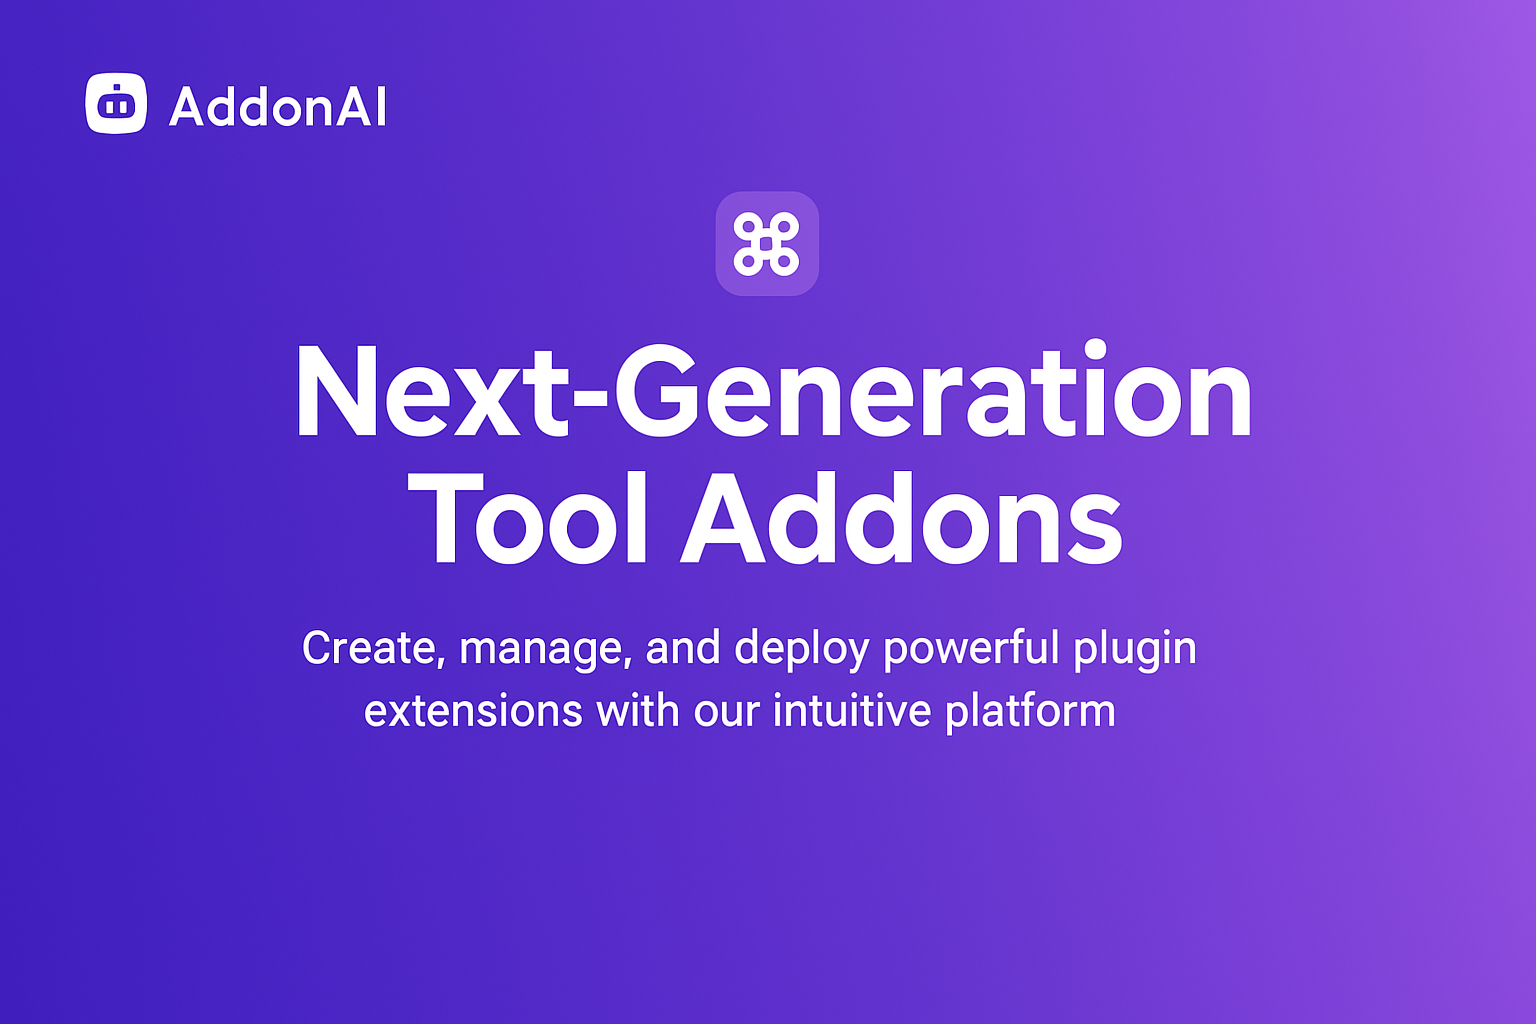 AddonAI
Next-Generation
Tool Addons
Create, manage, and deploy powerful plugin
extensions with our intuitive platform